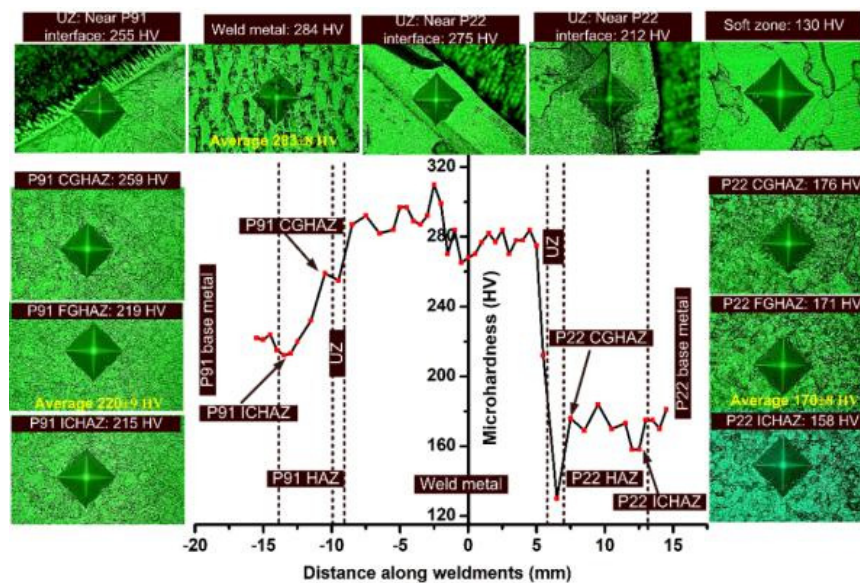 UZ: Near P91
interface: 255 HV
Weld metal: 284 HV
UZ: Near P22
interface: 275 HV
UZ: Near P22
interface: 212 HV
Soft zone: 130 HV
Average 283±8 HV
P91 CGHAZ: 259 HV
P91 FGHAZ: 219 HV
Average 220±9 HV
P91 ICHAZ: 215 HV
320
280
240
200
160
120
Microhardness (HV)
P91 base metal
P91 CGHAZ
UZ
P91 ICHAZ
P91 HAZ
Weld metal
UZ
P22 CGHAZ
P22 HAZ
P22 ICHAZ
P22 base metal
P22 CGHAZ: 176 HV
P22 FGHAZ: 171 HV
Average 170±8 HV
P22 ICHAZ: 158 HV
-20 -15 -10 -5 0 5 10 15
Distance along weldments (mm)